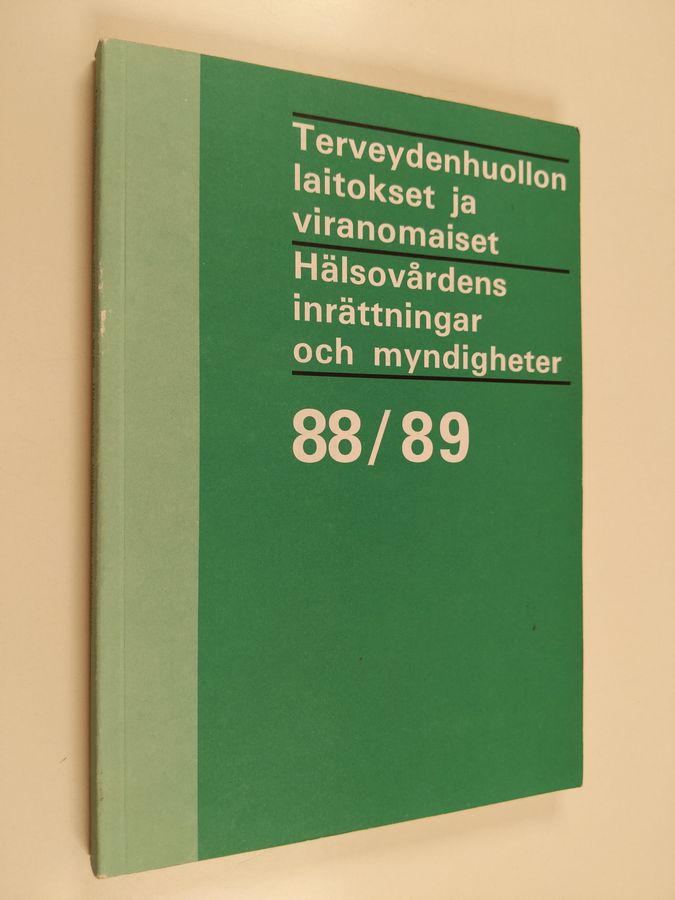 Terveydenhuollon
laitokset ja
viranomaiset
Hälsovårdens
inrättningar
och myndigheter
88/89